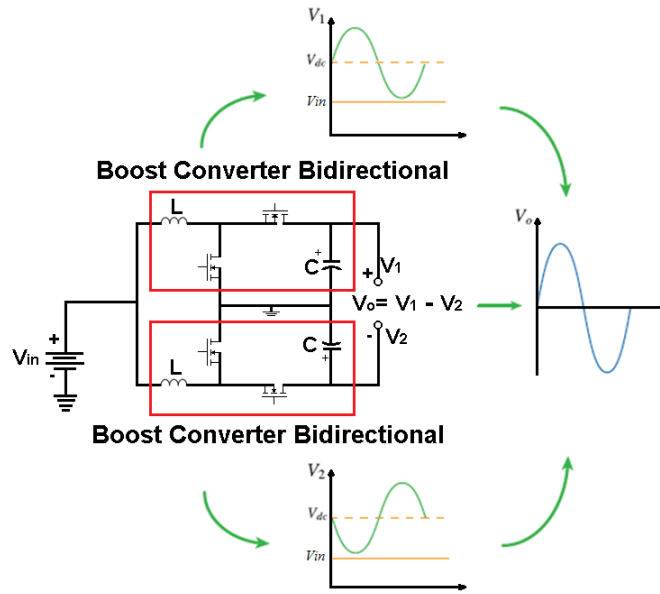 V1
Vdc
Vin
Boost Converter Bidirectional
L
C
+
+
V1
Vo= V1 - V2
Vo
Vin
+
-
-
V2
C
+
L
Boost Converter Bidirectional
V2
Vdc
Vin